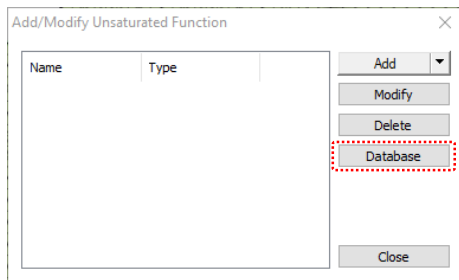 Add/Modify Unsaturated Function
Name Type
Add
Modify
Delete
Database
Close